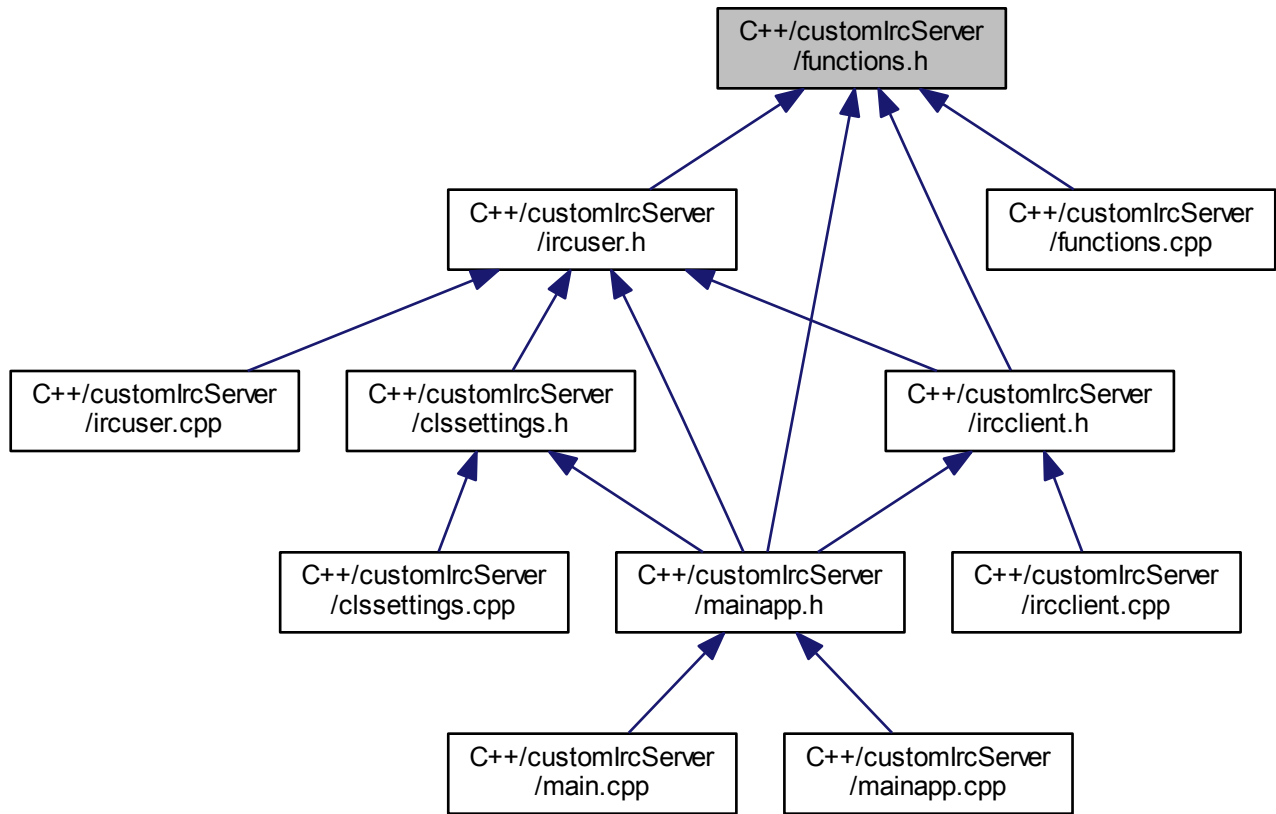 C++/customIrcServer
/functions.h
C++/customIrcServer
/ircuser.h
C++/customIrcServer
/functions.cpp
C++/customIrcServer
/ircuser.cpp
C++/customIrcServer
/clssettings.h
C++/customIrcServer
/ircclient.h
C++/customIrcServer
/clssettings.cpp
C++/customIrcServer
/mainapp.h
C++/customIrcServer
/ircclient.cpp
C++/customIrcServer
/main.cpp
C++/customIrcServer
/mainapp.cpp